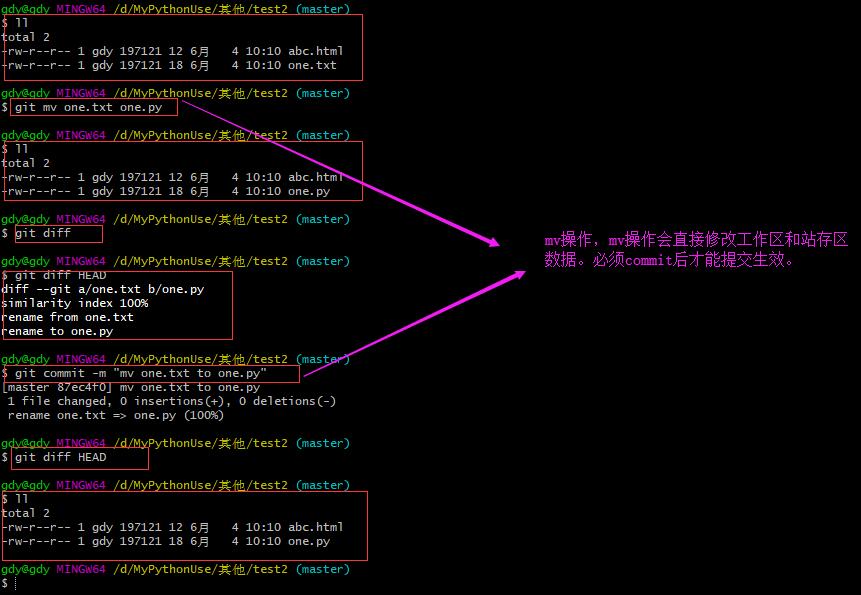 gdy@gdy MINGW64 /d/MyPythonUse/其他/test2 (master)
$ ll
total 2
-rw-r--r-- 1 gdy 197121 12 6月   4 10:10 abc.html
-rw-r--r-- 1 gdy 197121 18 6月   4 10:10 one.txt
gdy@gdy MINGW64 /d/MyPythonUse/其他/test2 (master)
$ git mv one.txt one.py
gdy@gdy MINGW64 /d/MyPythonUse/其他/test2 (master)
$ ll
total 2
-rw-r--r-- 1 gdy 197121 12 6月   4 10:10 abc.html
-rw-r--r-- 1 gdy 197121 18 6月   4 10:10 one.py
gdy@gdy MINGW64 /d/MyPythonUse/其他/test2 (master)
$ git diff
gdy@gdy MINGW64 /d/MyPythonUse/其他/test2 (master)
$ git diff HEAD
diff --git a/one.txt b/one.py
similarity index 100%
rename from one.txt
rename to one.py
gdy@gdy MINGW64 /d/MyPythonUse/其他/test2 (master)
$ git commit -m "mv one.txt to one.py"
[master 87ec4f0] mv one.txt to one.py
 1 file changed, 0 insertions(+), 0 deletions(-)
 rename one.txt => one.py (100%)
gdy@gdy MINGW64 /d/MyPythonUse/其他/test2 (master)
$ git diff HEAD
gdy@gdy MINGW64 /d/MyPythonUse/其他/test2 (master)
$ ll
total 2
-rw-r--r-- 1 gdy 197121 12 6月   4 10:10 abc.html
-rw-r--r-- 1 gdy 197121 18 6月   4 10:10 one.py
gdy@gdy MINGW64 /d/MyPythonUse/其他/test2 (master)
$
mv操作，mv操作会直接修改工作区和站存区
数据。必须commit后才能提交生效。